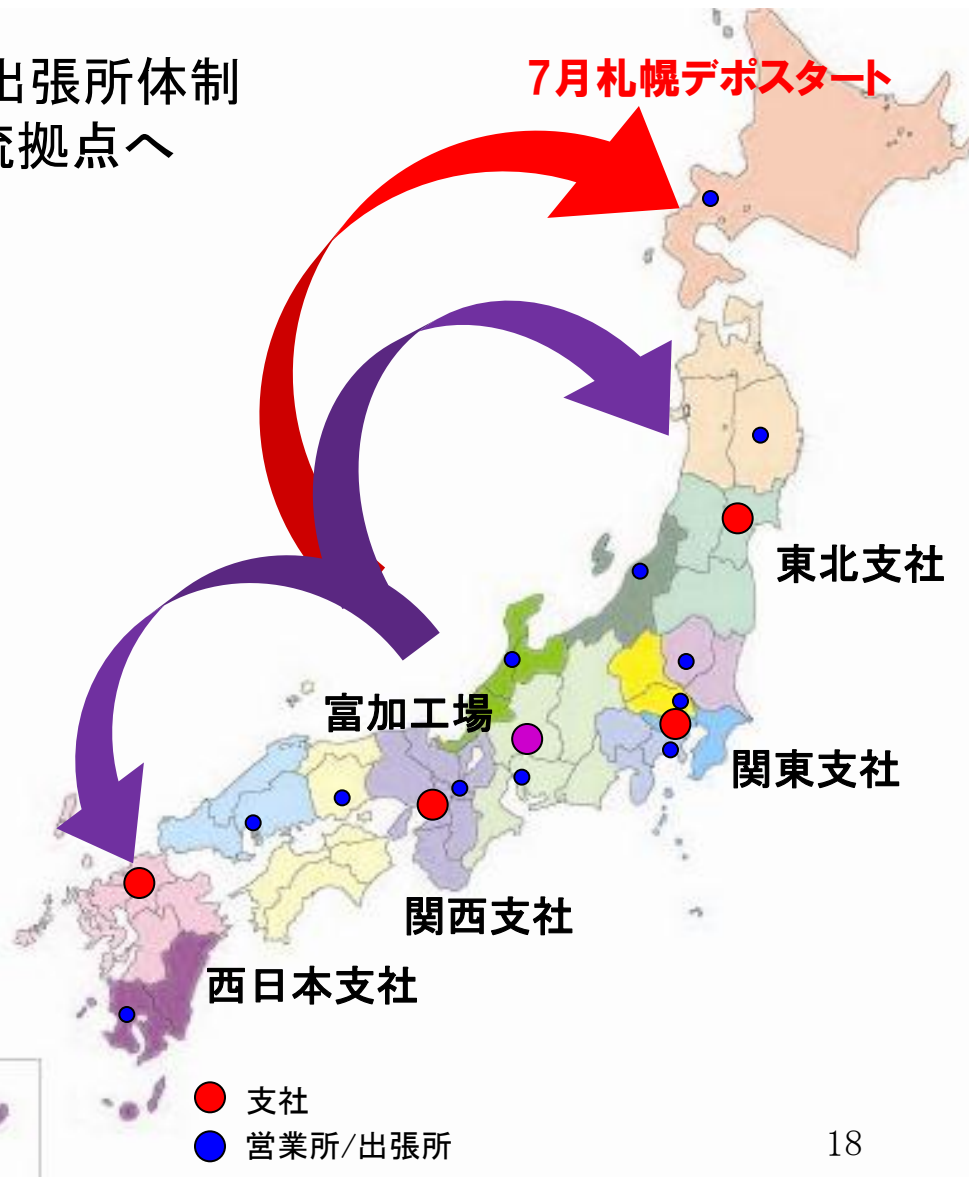 出張所体制
流拠点へ
7月札幌デポスタート
東北支社
富加工場
関東支社
関西支社
西日本支社
支社
営業所/出張所
18